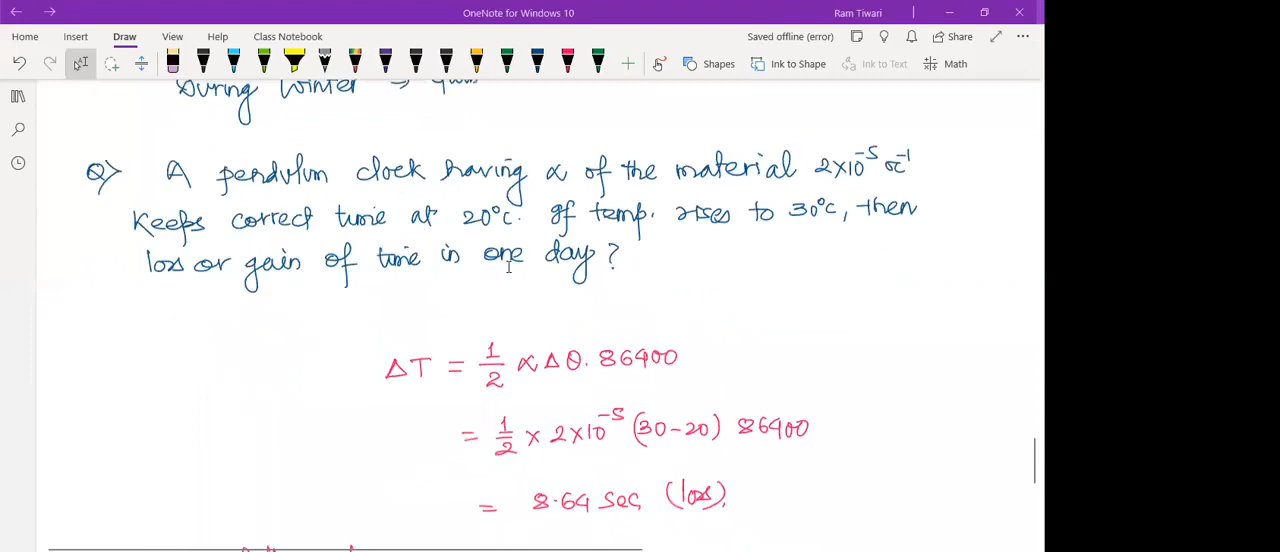 OneNote for Windows 10
Ram Tiwari
Home Insert Draw View Help Class Notebook
Saved offline (error)
Share
Shapes Ink to Shape Ink to Text Math
During Winter →
Q> A pendulum clock having α of the material 2×10⁻⁵ °C⁻¹
Keeps correct time at 20°C. If temp. rises to 30°C, then
loss or gain of time in one day?
ΔT = 1/2 α Δθ. 86400
= 1/2 × 2×10⁻⁵ (30-20) 86400
= 8.64 sec (loss).